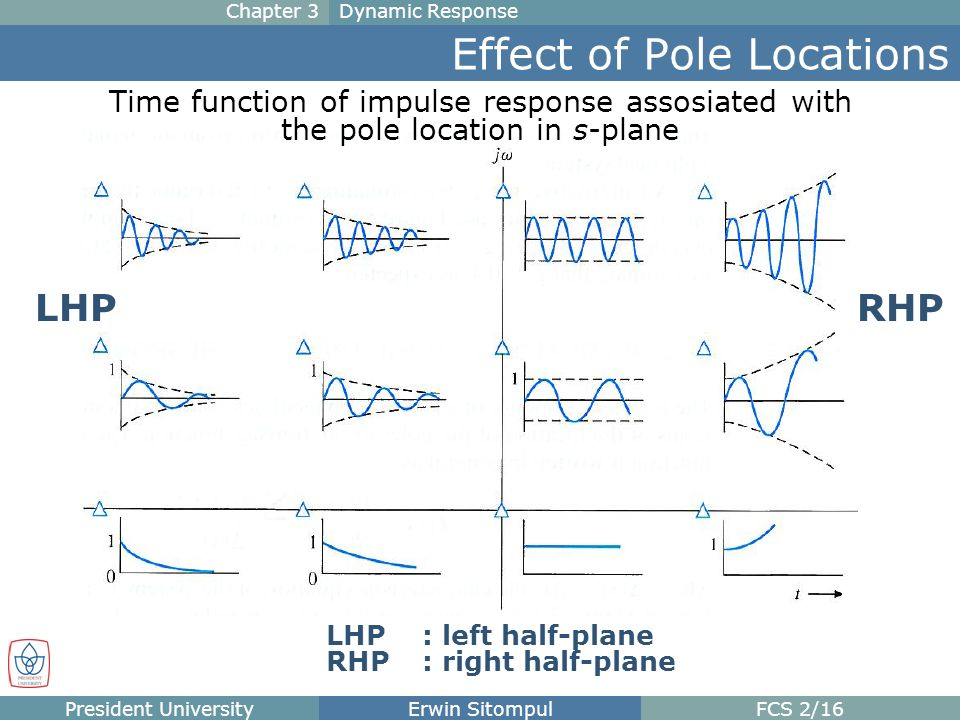 Chapter 3 Dynamic Response
Effect of Pole Locations
Time function of impulse response assosiated with
the pole location in s-plane
jω
LHP
RHP
1
1
1
1
0
1
0
1
t
LHP : left half-plane
RHP : right half-plane
PRESIDENT
UNIVERSITY
President University Erwin Sitompul FCS 2/16